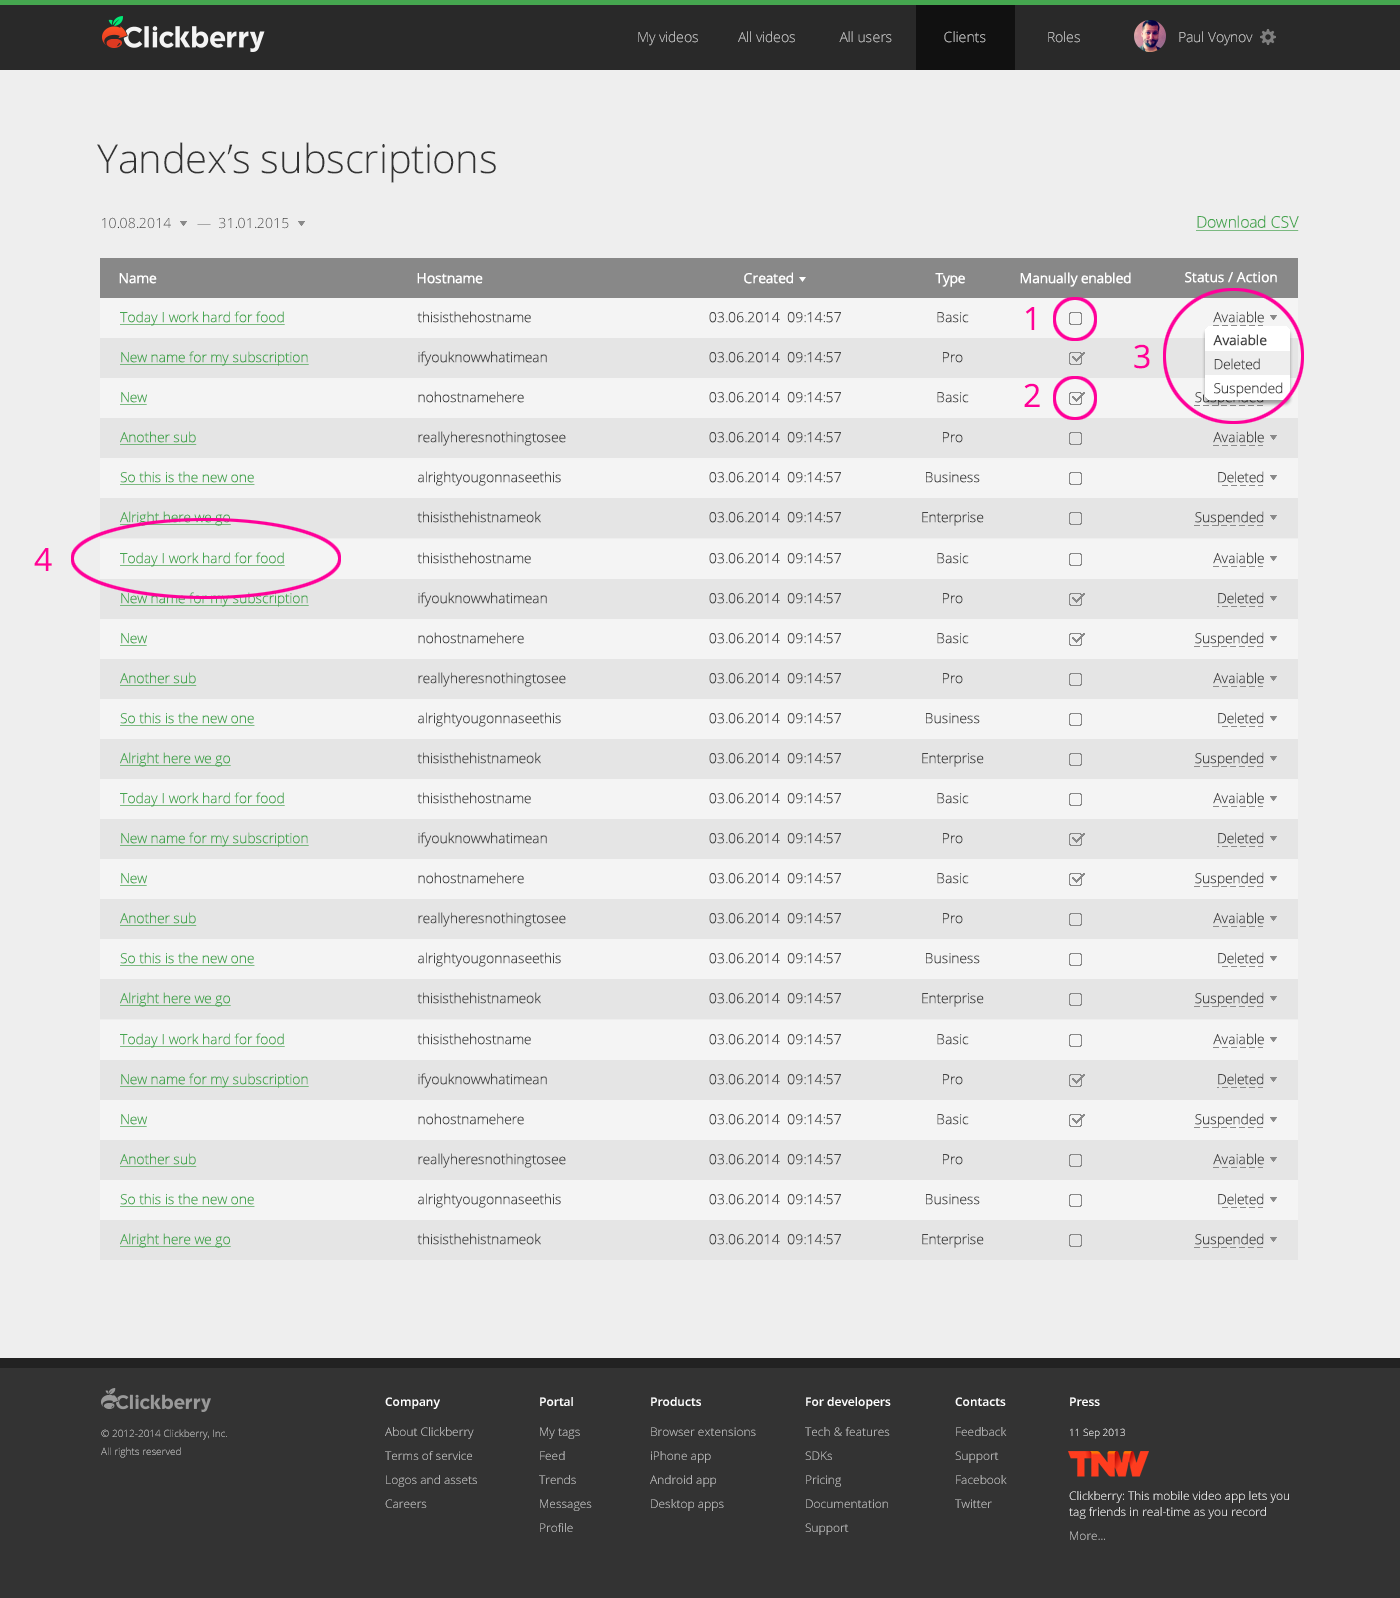 Clickberry My videos All videos All users Clients Roles Paul Voynov
Yandex’s subscriptions
10.08.2014 — 31.01.2015 Download CSV
Name Hostname Created Type Manually enabled Status / Action
Today I work hard for food thisisthehostname 03.06.2014 09:14:57 Basic 1 Avaiable
Avaiable
New name for my subscription ifyouknowwhatimean 03.06.2014 09:14:57 Pro 3 Deleted
Suspended
New nohostnamehere 03.06.2014 09:14:57 Basic 2 Suspended
Another sub reallyheresnothingtosee 03.06.2014 09:14:57 Pro Avaiable
So this is the new one alrightyougonnaseethis 03.06.2014 09:14:57 Business Deleted
Alright here we go thisisthehistnameok 03.06.2014 09:14:57 Enterprise Suspended
4 Today I work hard for food thisisthehostname 03.06.2014 09:14:57 Basic Avaiable
New name for my subscription ifyouknowwhatimean 03.06.2014 09:14:57 Pro Deleted
New nohostnamehere 03.06.2014 09:14:57 Basic Suspended
Another sub reallyheresnothingtosee 03.06.2014 09:14:57 Pro Avaiable
So this is the new one alrightyougonnaseethis 03.06.2014 09:14:57 Business Deleted
Alright here we go thisisthehistnameok 03.06.2014 09:14:57 Enterprise Suspended
Today I work hard for food thisisthehostname 03.06.2014 09:14:57 Basic Avaiable
New name for my subscription ifyouknowwhatimean 03.06.2014 09:14:57 Pro Deleted
New nohostnamehere 03.06.2014 09:14:57 Basic Suspended
Another sub reallyheresnothingtosee 03.06.2014 09:14:57 Pro Avaiable
So this is the new one alrightyougonnaseethis 03.06.2014 09:14:57 Business Deleted
Alright here we go thisisthehistnameok 03.06.2014 09:14:57 Enterprise Suspended
Today I work hard for food thisisthehostname 03.06.2014 09:14:57 Basic Avaiable
New name for my subscription ifyouknowwhatimean 03.06.2014 09:14:57 Pro Deleted
New nohostnamehere 03.06.2014 09:14:57 Basic Suspended
Another sub reallyheresnothingtosee 03.06.2014 09:14:57 Pro Avaiable
So this is the new one alrightyougonnaseethis 03.06.2014 09:14:57 Business Deleted
Alright here we go thisisthehistnameok 03.06.2014 09:14:57 Enterprise Suspended
Clickberry
© 2012-2014 Clickberry, Inc.
All rights reserved
Company
About Clickberry
Terms of service
Logos and assets
Careers
Portal
My tags
Feed
Trends
Messages
Profile
Products
Browser extensions
iPhone app
Android app
Desktop apps
For developers
Tech & features
SDKs
Pricing
Documentation
Support
Contacts
Feedback
Support
Facebook
Twitter
Press
11 Sep 2013
TNW
Clickberry: This mobile video app lets you
tag friends in real-time as you record
More...